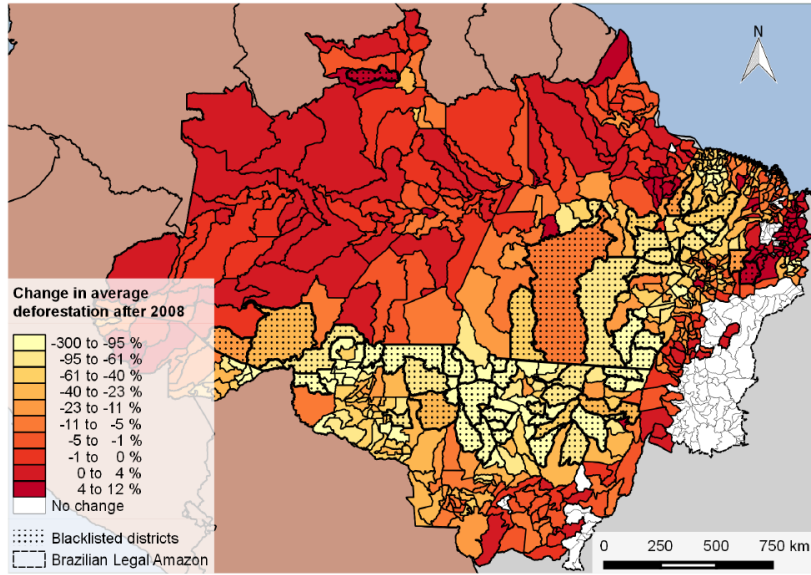 N
Change in average
deforestation after 2008
-300 to -95 %
-95 to -61 %
-61 to -40 %
-40 to -23 %
-23 to -11 %
-11 to -5 %
-5 to -1 %
-1 to 0 %
0 to 4 %
4 to 12 %
No change
Blacklisted districts
Brazilian Legal Amazon
0 250 500 750 km